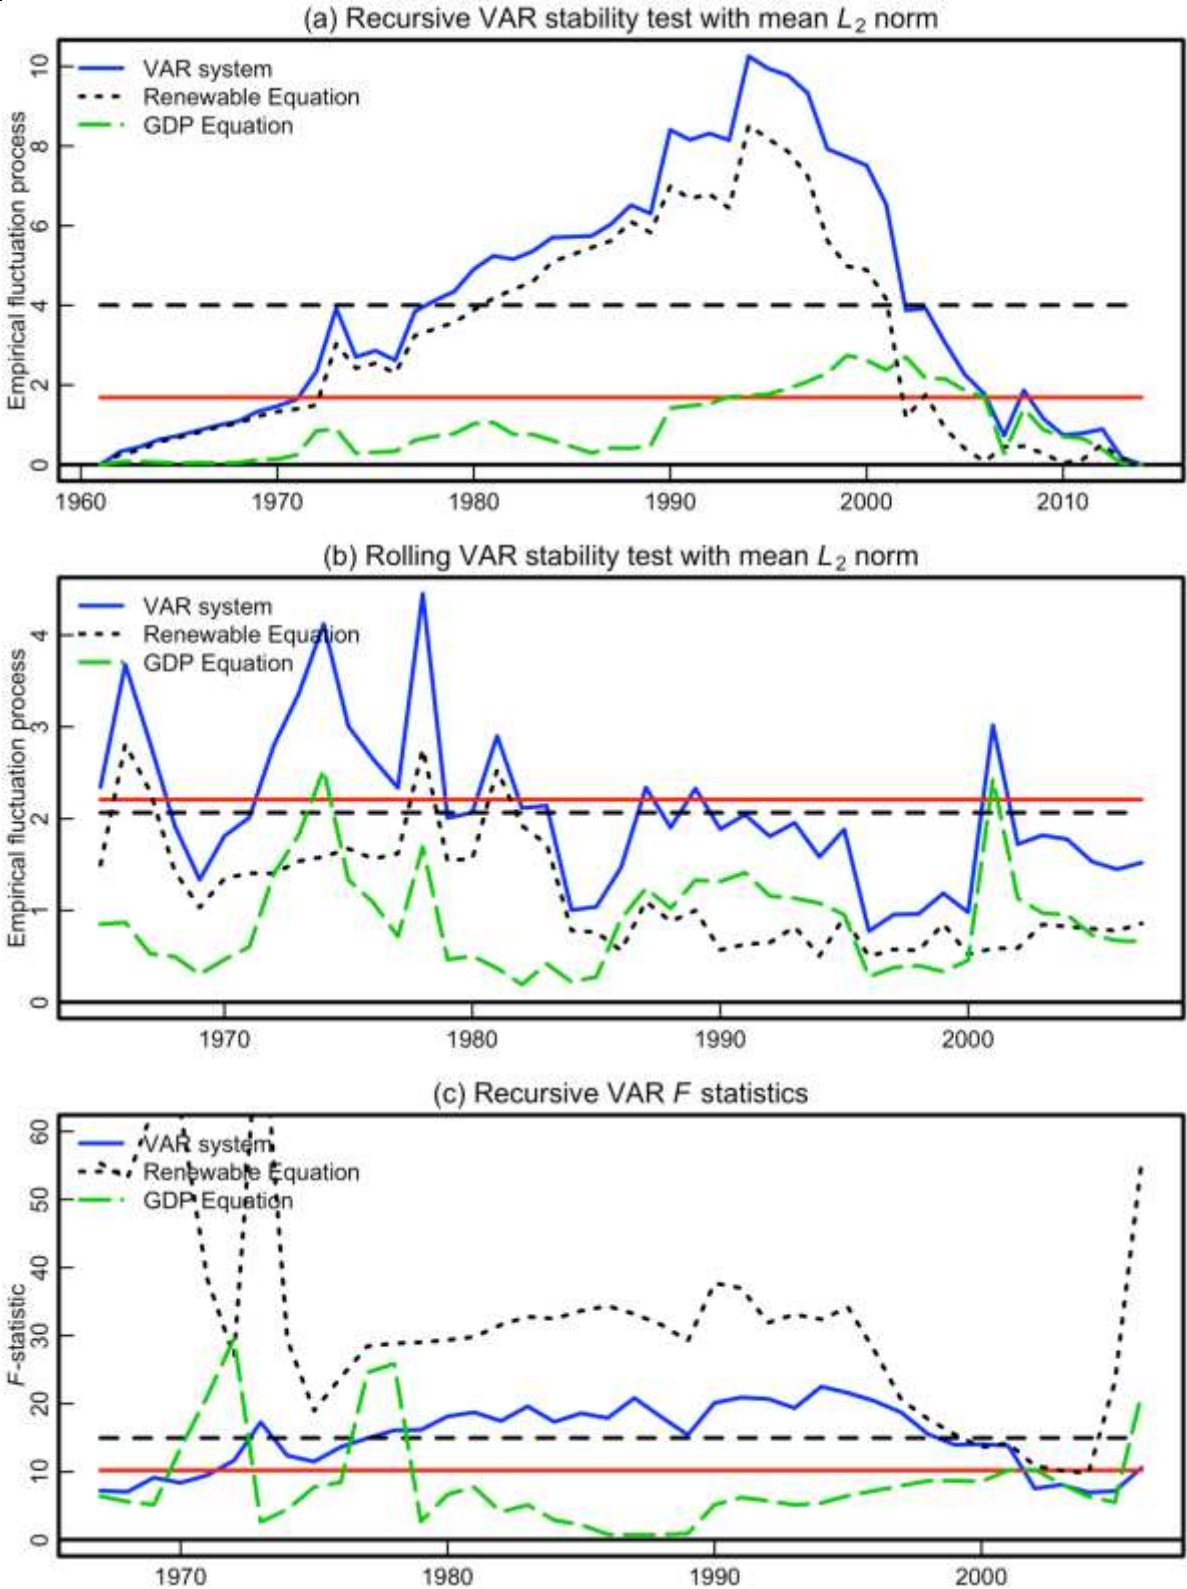 (a) Recursive VAR stability test with mean L2 norm
Empirical fluctuation process
10
8
6
4
2
0
VAR system
Renewable Equation
GDP Equation
1960 1970 1980 1990 2000 2010
(b) Rolling VAR stability test with mean L2 norm
Empirical fluctuation process
4
3
2
1
0
VAR system
Renewable Equation
GDP Equation
1970 1980 1990 2000
(c) Recursive VAR F statistics
F-statistic
60
50
40
30
20
10
0
VAR system
Renewable Equation
GDP Equation
1970 1980 1990 2000